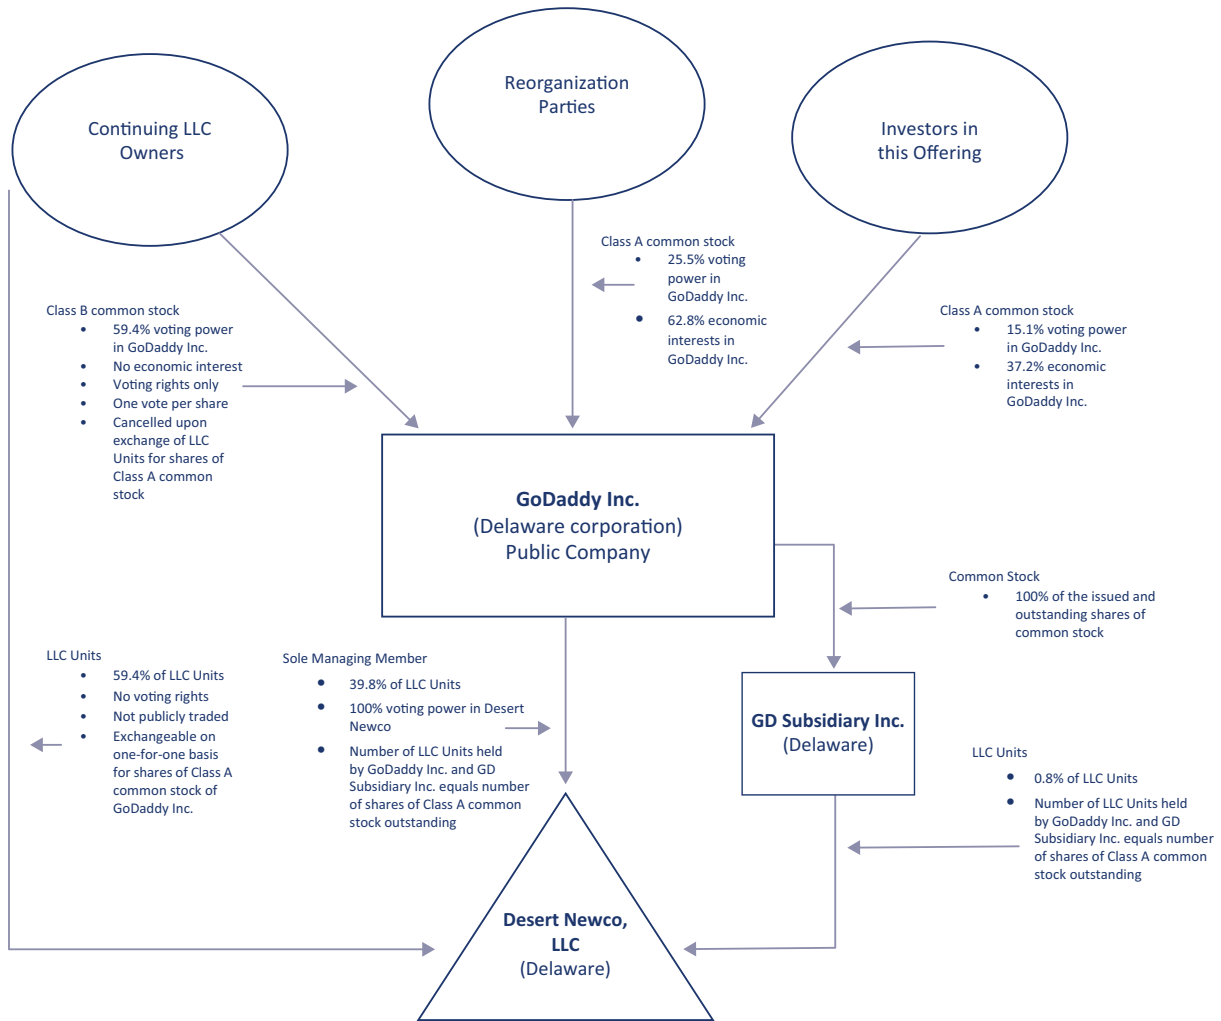 Reorganization
Parties
Continuing LLC
Owners
Investors in
this Offering
Class A common stock
• 25.5% voting
power in
GoDaddy Inc.
• 62.8% economic
interests in
GoDaddy Inc.
Class B common stock
• 59.4% voting power
in GoDaddy Inc.
• No economic interest
• Voting rights only
• One vote per share
• Cancelled upon
exchange of LLC
Units for shares of
Class A common
stock
Class A common stock
• 15.1% voting power
in GoDaddy Inc.
• 37.2% economic
interests in
GoDaddy Inc.
GoDaddy Inc.
(Delaware corporation)
Public Company
Common Stock
• 100% of the issued and
outstanding shares of
common stock
LLC Units
• 59.4% of LLC Units
• No voting rights
• Not publicly traded
• Exchangeable on
one-for-one basis
for shares of Class A
common stock of
GoDaddy Inc.
Sole Managing Member
• 39.8% of LLC Units
• 100% voting power in Desert
Newco
• Number of LLC Units held
by GoDaddy Inc. and GD
Subsidiary Inc. equals number
of shares of Class A common
stock outstanding
GD Subsidiary Inc.
(Delaware)
LLC Units
• 0.8% of LLC Units
• Number of LLC Units held
by GoDaddy Inc. and GD
Subsidiary Inc. equals number
of shares of Class A common
stock outstanding
Desert Newco,
LLC
(Delaware)